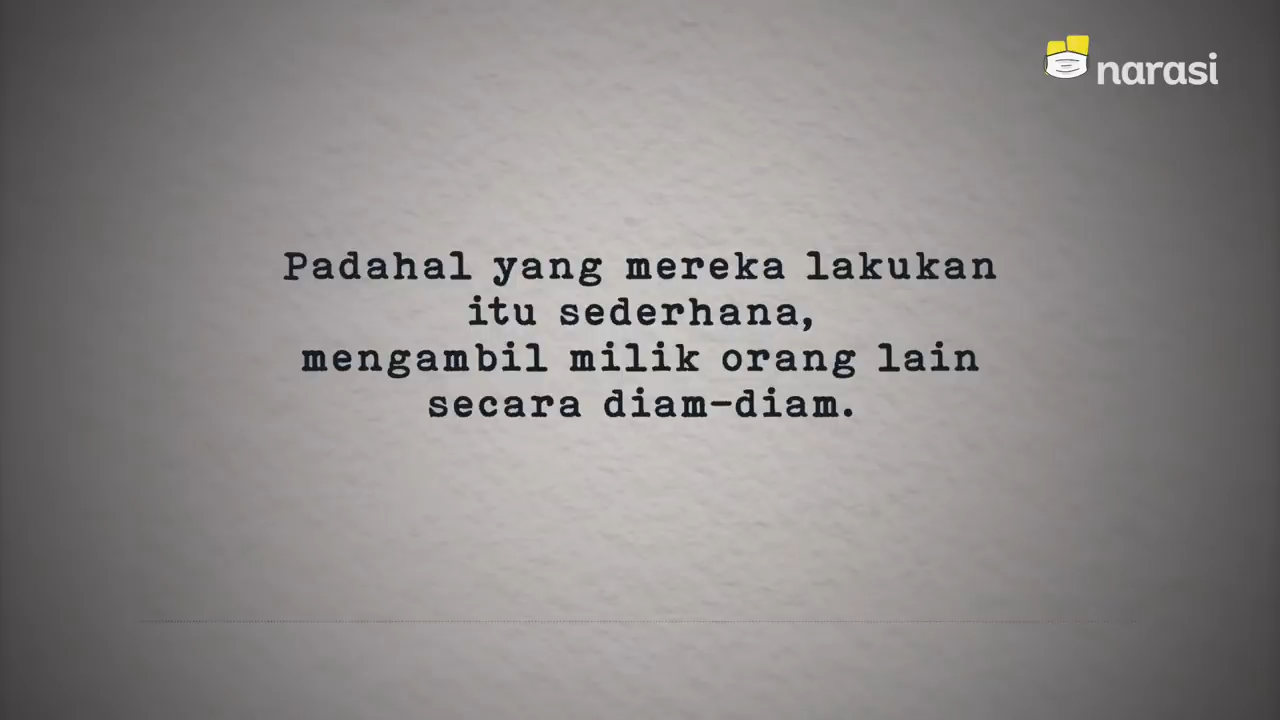 narasi
Padahal yang mereka lakukan
itu sederhana,
mengambil milik orang lain
secara diam-diam.